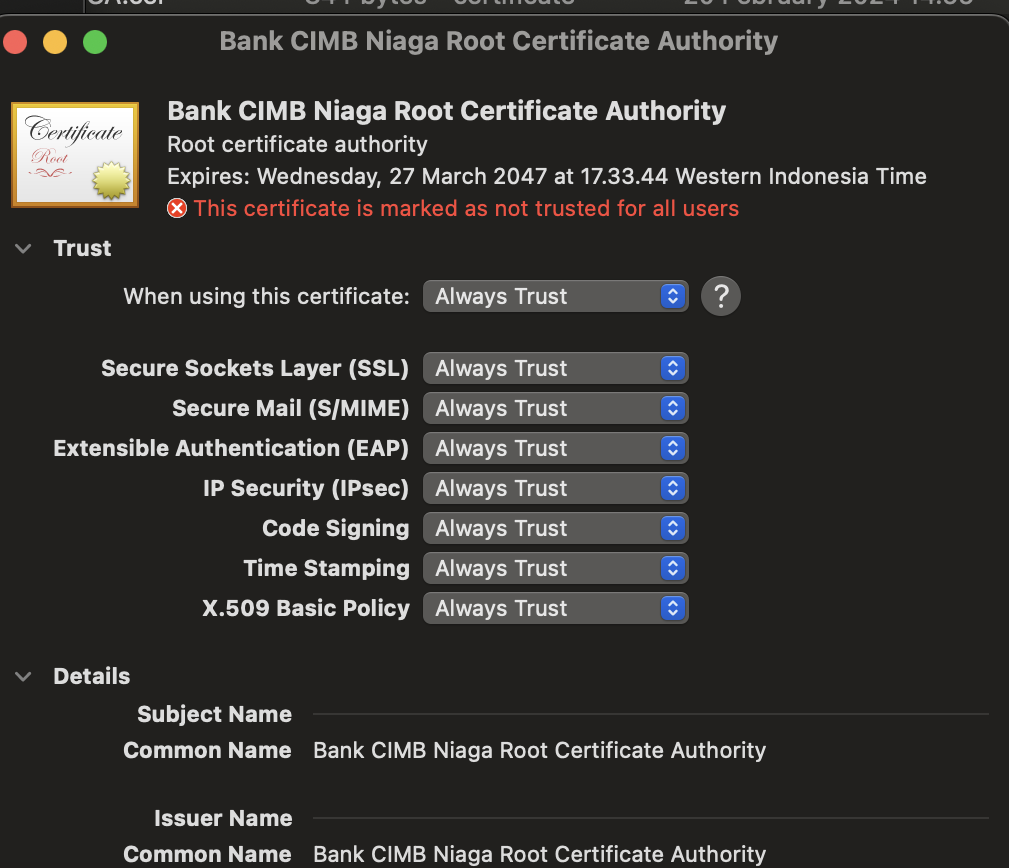 Bank CIMB Niaga Root Certificate Authority
Certificate
Root
Bank CIMB Niaga Root Certificate Authority
Root certificate authority
Expires: Wednesday, 27 March 2047 at 17.33.44 Western Indonesia Time
This certificate is marked as not trusted for all users
Trust
When using this certificate: Always Trust ?
Secure Sockets Layer (SSL) Always Trust
Secure Mail (S/MIME) Always Trust
Extensible Authentication (EAP) Always Trust
IP Security (IPsec) Always Trust
Code Signing Always Trust
Time Stamping Always Trust
X.509 Basic Policy Always Trust
Details
Subject Name
Common Name Bank CIMB Niaga Root Certificate Authority
Issuer Name
Common Name Bank CIMB Niaga Root Certificate Authority